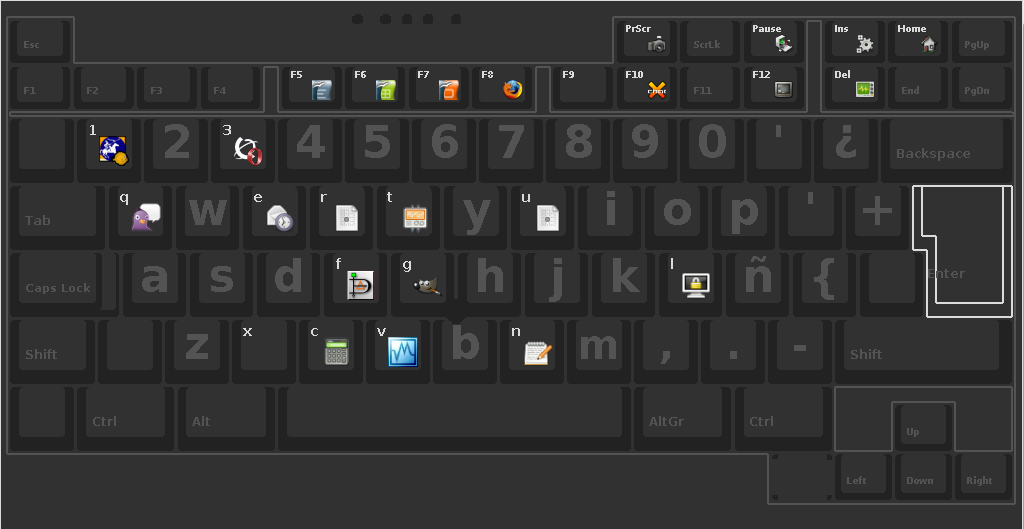 Esc PrScr ScrLk Pause Ins Home PgUp
F1 F2 F3 F4 F5 F6 F7 F8 F9 F10 F11 F12 Del End PgDn
1 2 3 4 5 6 7 8 9 0 ' ¿ Backspace
Tab q w e r t y u i o p ' +
Caps Lock a s d f g h j k l ñ { Enter
Shift z x c v b n m , . - Shift
Ctrl Alt AltGr Ctrl
Up
Left Down Right